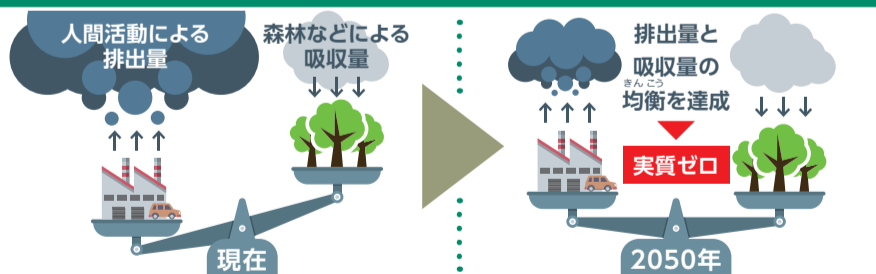 人間活動による
排出量
森林などによる
吸収量
現在
排出量と
吸収量の
きんこう
均衡を達成
実質ゼロ
2050年